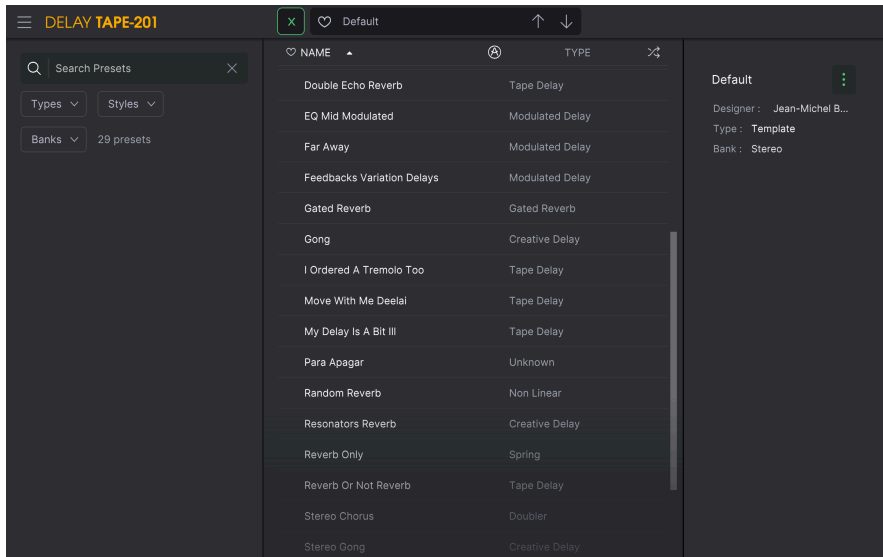 DELAY TAPE-201
X Default
Search Presets
Types Styles
Banks 29 presets
NAME TYPE
Double Echo Reverb Tape Delay
EQ Mid Modulated Modulated Delay
Far Away Modulated Delay
Feedbacks Variation Delays Modulated Delay
Gated Reverb Gated Reverb
Gong Creative Delay
I Ordered A Tremolo Too Tape Delay
Move With Me Deelai Tape Delay
My Delay Is A Bit Ill Tape Delay
Para Apagar Unknown
Random Reverb Non Linear
Resonators Reverb Creative Delay
Reverb Only Spring
Reverb Or Not Reverb Tape Delay
Stereo Chorus Doubler
Stereo Gong Creative Delay
Default
Designer : Jean-Michel B...
Type : Template
Bank : Stereo